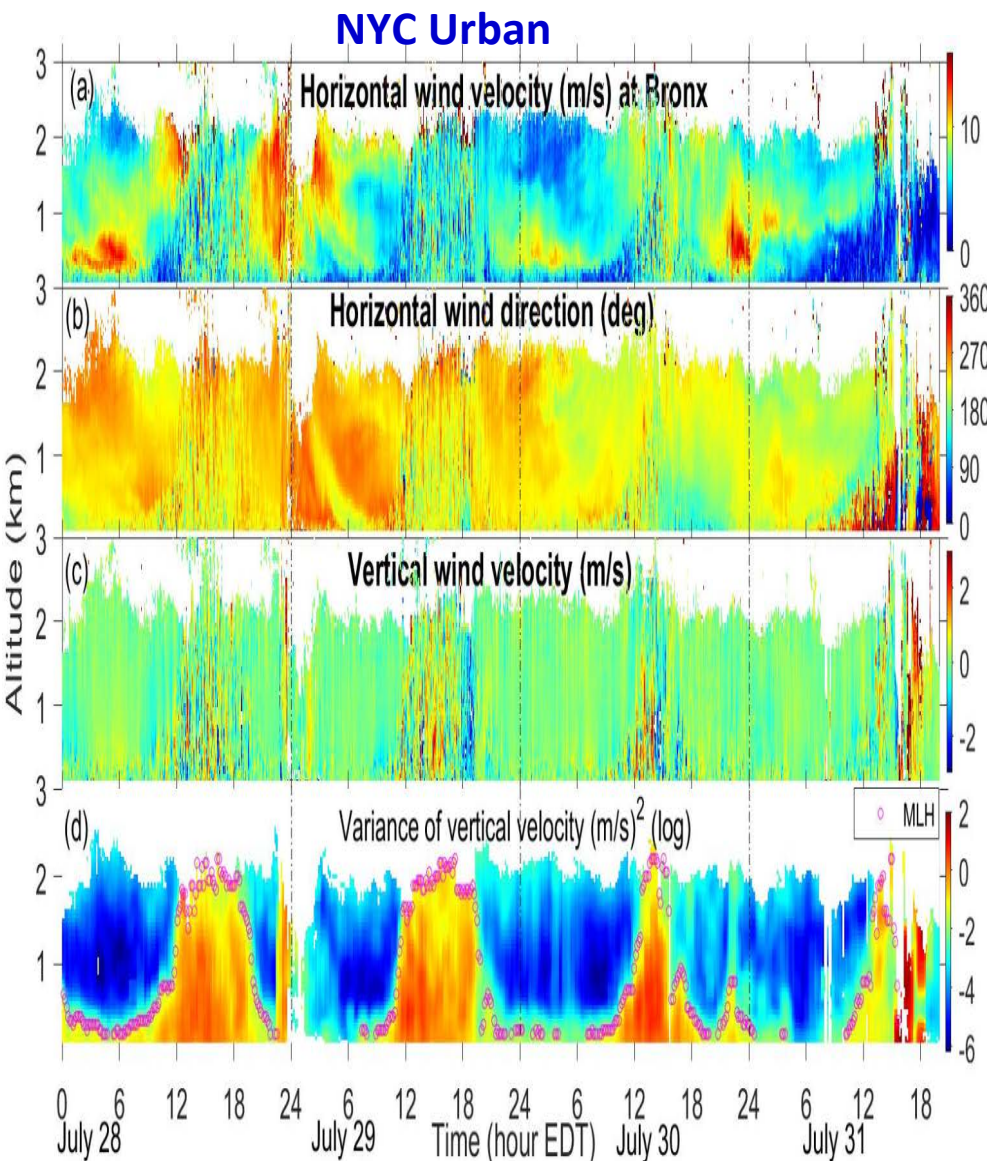 NYC Urban
3
(a)
Horizontal wind velocity (m/s) at Bronx
2
1
10
0
3
(b)
Horizontal wind direction (deg)
2
1
360
270
180
90
0
3
(c)
Vertical wind velocity (m/s)
2
1
2
0
-2
3
(d)
Variance of vertical velocity (m/s)² (log)
MLH
2
1
2
0
-2
-4
-6
Altitude (km)
0 6 12 18 24 6 12 18 24 6 12 18 24 6 12 18
July 28 July 29 Time (hour EDT) July 30 July 31